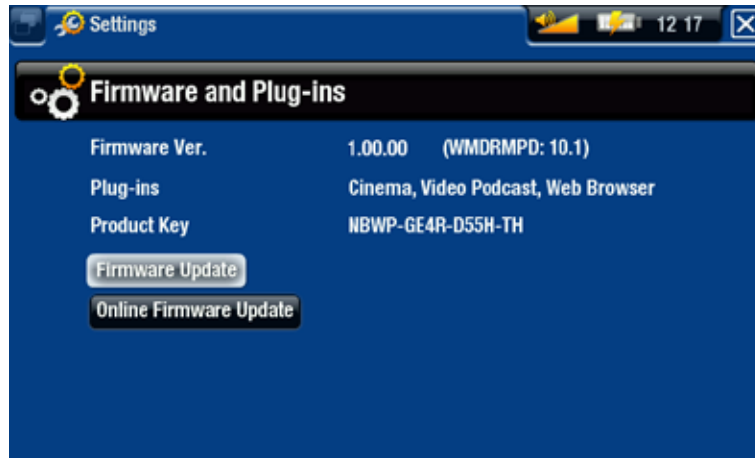 Settings
12 17
Firmware and Plug-ins
Firmware Ver. 1.00.00 (WMDRMPD: 10.1)
Plug-ins Cinema, Video Podcast, Web Browser
Product Key NBWP-GE4R-D55H-TH
Firmware Update
Online Firmware Update